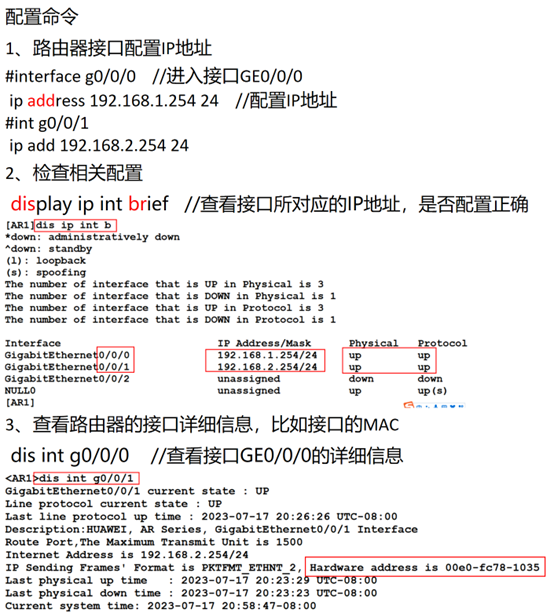 配置命令
1、路由器接口配置IP地址
#interface g0/0/0 //进入接口GE0/0/0
ip address 192.168.1.254 24 //配置IP地址
#int g0/0/1
ip add 192.168.2.254 24
2、检查相关配置
display ip int brief //查看接口所对应的IP地址，是否配置正确
[AR1]dis ip int b
*down: administratively down
^down: standby
(l): loopback
(s): spoofing
The number of interface that is UP in Physical is 3
The number of interface that is DOWN in Physical is 1
The number of interface that is UP in Protocol is 3
The number of interface that is DOWN in Protocol is 1
Interface IP Address/Mask Physical Protocol
GigabitEthernet0/0/0 192.168.1.254/24 up up
GigabitEthernet0/0/1 192.168.2.254/24 up up
GigabitEthernet0/0/2 unassigned down down
NULL0 unassigned up up(s)
[AR1]
3、查看路由器的接口详细信息，比如接口的MAC
dis int g0/0/0 //查看接口GE0/0/0的详细信息
<AR1>dis int g0/0/1
GigabitEthernet0/0/1 current state : UP
Line protocol current state : UP
Last line protocol up time : 2023-07-17 20:26:26 UTC-08:00
Description:HUAWEI, AR Series, GigabitEthernet0/0/1 Interface
Route Port,The Maximum Transmit Unit is 1500
Internet Address is 192.168.2.254/24
IP Sending Frames' Format is PKTFMT_ETHNT_2, Hardware address is 00e0-fc78-1035
Last physical up time : 2023-07-17 20:23:29 UTC-08:00
Last physical down time : 2023-07-17 20:23:23 UTC-08:00
Current system time: 2023-07-17 20:58:47-08:00